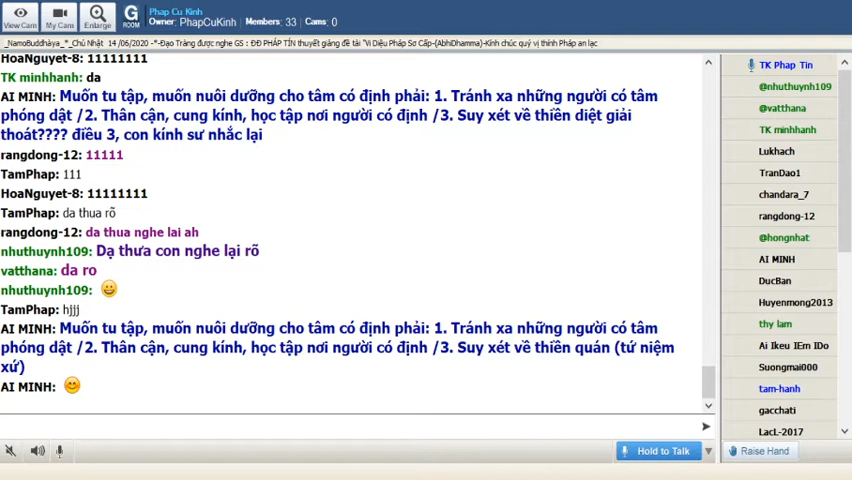 View Cam
My Cam
Enlarge
G
ROOM
Phap Cu Kinh
Owner: PhapCuKinh Members: 33 Cams: 0
_NamoBuddhàya_*_Chủ Nhật 14 /06/2020 -*-Đạo Tràng được nghe GS : ĐĐ PHÁP TÍN thuyết giảng đề tài "Vi Diệu Pháp Sơ Cấp-(AbhiDhamma)-Kính chúc quý vị thính Pháp an lạc
HoaNguyet-8: 11111111
TK minhhanh: da
AI MINH: Muốn tu tập, muốn nuôi dưỡng cho tâm có định phải: 1. Tránh xa những người có tâm
phóng dật /2. Thân cận, cung kính, học tập nơi người có định /3. Suy xét về thiền diệt giải
thoát???? điều 3, con kính sư nhắc lại
rangdong-12: 11111
TamPhap: 111
HoaNguyet-8: 11111111
TamPhap: da thua rõ
rangdong-12: da thua nghe lai ah
nhuthuynh109: Dạ thưa con nghe lại rõ
vatthana: da ro
nhuthuynh109:
TamPhap: hjjj
AI MINH: Muốn tu tập, muốn nuôi dưỡng cho tâm có định phải: 1. Tránh xa những người có tâm
phóng dật /2. Thân cận, cung kính, học tập nơi người có định /3. Suy xét về thiền quán (tứ niệm
xứ)
AI MINH:
Hold to Talk
TK Phap Tin
@nhuthuynh109
@vatthana
TK minhhanh
Lukhach
TranDao1
chandara_7
rangdong-12
@hongnhat
AI MINH
DucBan
Huyenmong2013
thy lam
Ai Ikeu IEm IDo
Suongmai000
tam-hanh
gacchati
LacL-2017
Raise Hand